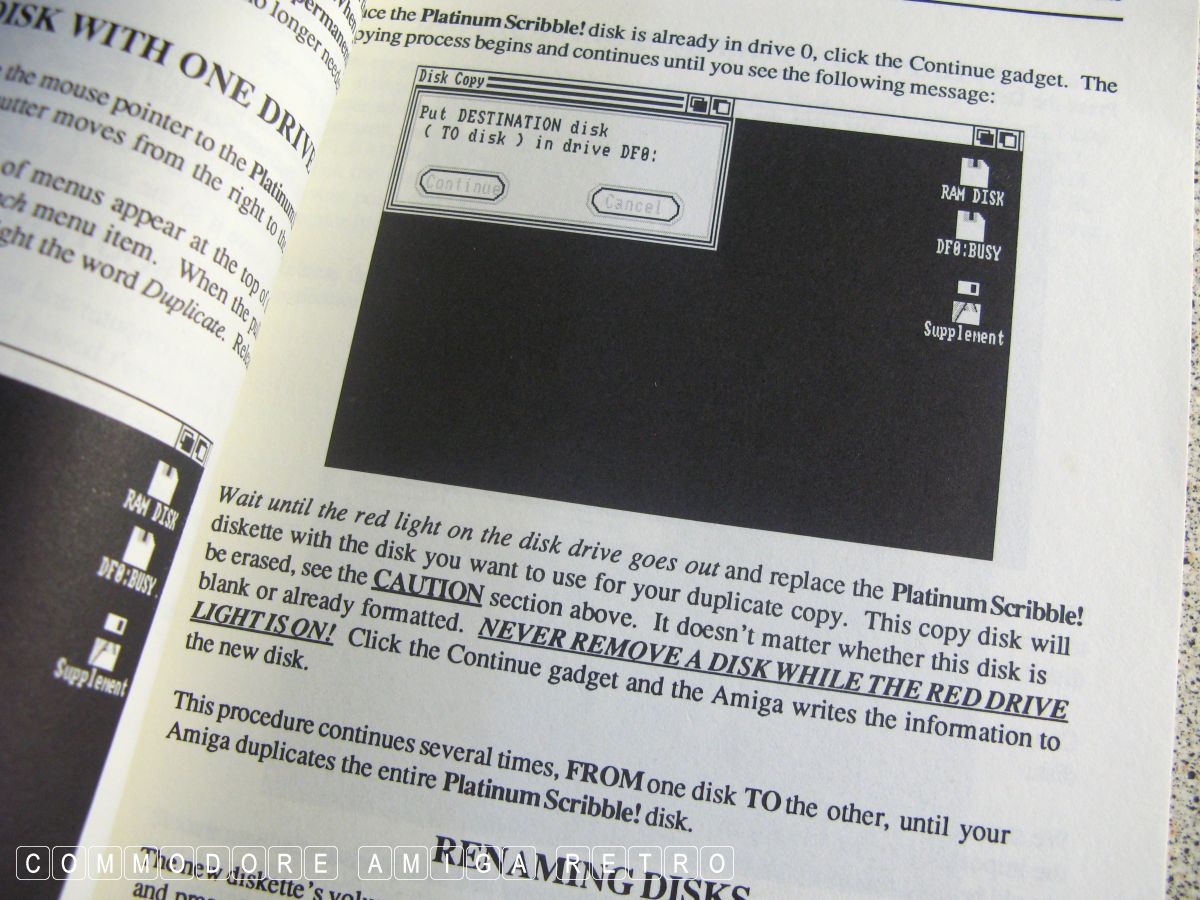 DISK WITH ONE DRIVE
the mouse pointer to the Platinum
utter moves from the right to the
of menus appear at the top of
ach menu item. When the
ight the word Duplicate.
RAM DISK
DF0:BUSY
Supplement
ce the Platinum Scribble! disk is already in drive 0, click the Continue gadget. The
pying process begins and continues until you see the following message:
Disk Copy
Put DESTINATION disk
( TO disk ) in drive DF0:
Continue Cancel
RAM DISK
DF0:BUSY
Supplement
Wait until the red light on the disk drive goes out and replace the Platinum Scribble!
diskette with the disk you want to use for your duplicate copy. This copy disk will
be erased, see the CAUTION section above. It doesn't matter whether this disk is
blank or already formatted. NEVER REMOVE A DISK WHILE THE RED DRIVE
LIGHT IS ON! Click the Continue gadget and the Amiga writes the information to
the new disk.
This procedure continues several times, FROM one disk TO the other, until your
Amiga duplicates the entire Platinum Scribble! disk.
RENAMING DISKS
The new diskette's
and
COMMODORE AMIGA RETRO